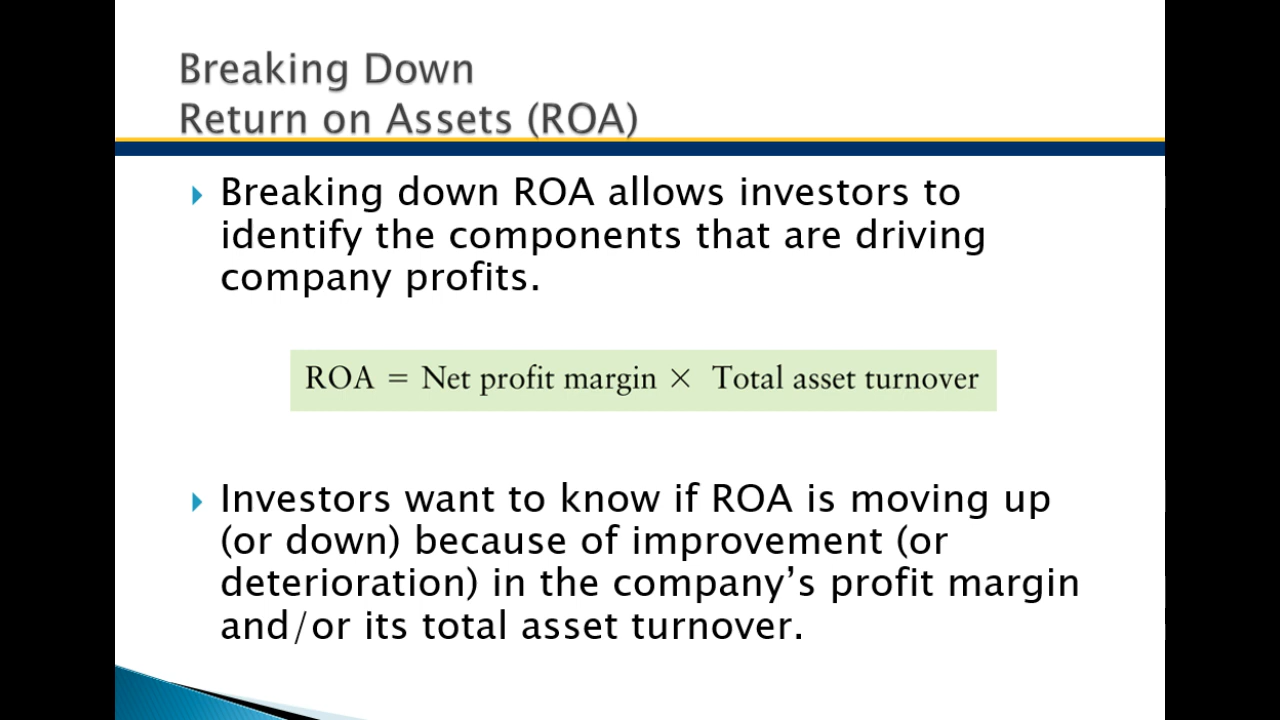 Breaking Down
Return on Assets (ROA)
Breaking down ROA allows investors to
identify the components that are driving
company profits.
ROA = Net profit margin × Total asset turnover
Investors want to know if ROA is moving up
(or down) because of improvement (or
deterioration) in the company’s profit margin
and/or its total asset turnover.